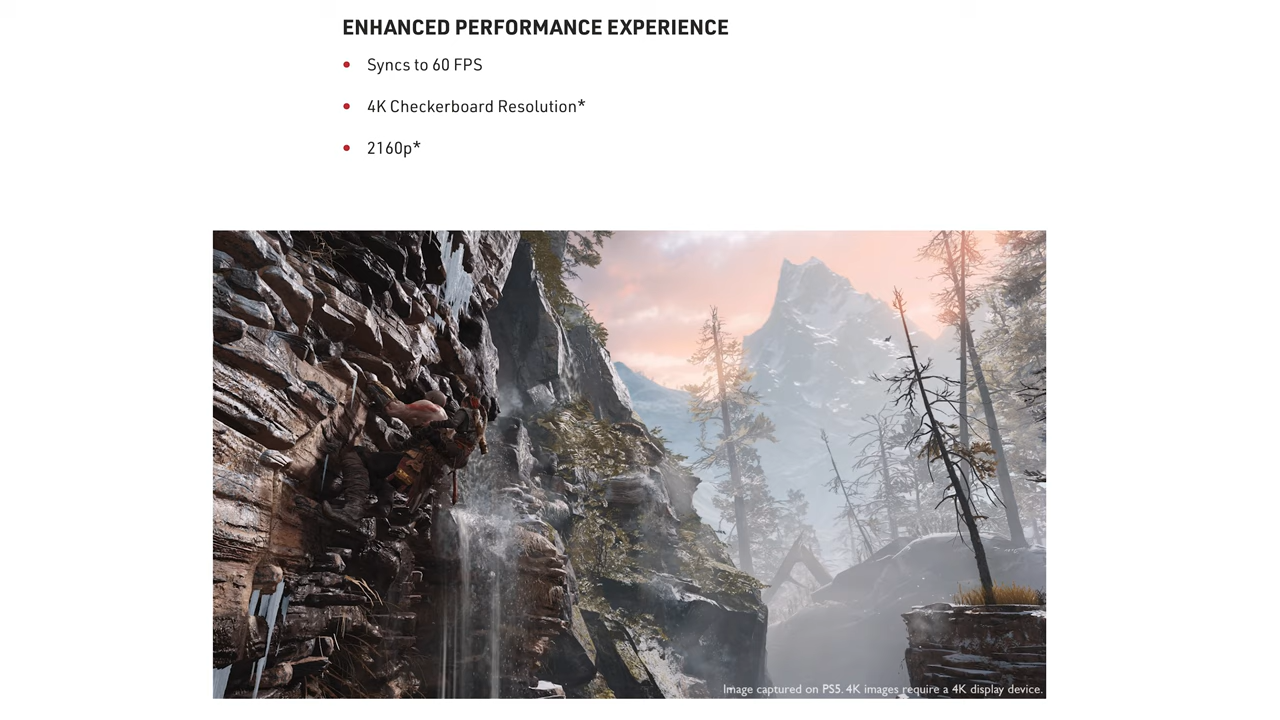 ENHANCED PERFORMANCE EXPERIENCE
Syncs to 60 FPS
4K Checkerboard Resolution*
2160p*
Image captured on PS5. 4K images require a 4K display device.